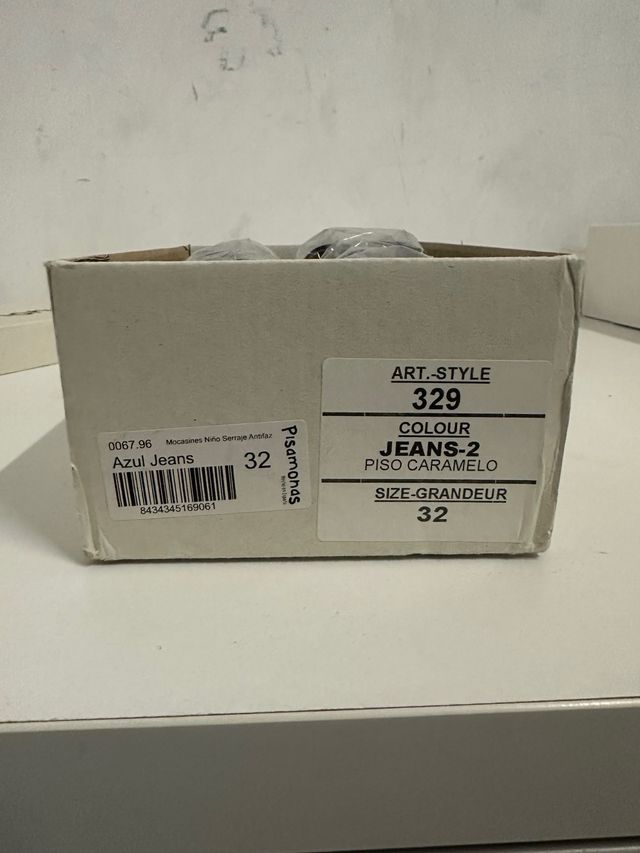 0067.96 Mocasines Niño Serraje Antifaz
Azul Jeans 32
8434345169061
Pisamonas
ART.-STYLE
329
COLOUR
JEANS-2
PISO CARAMELO
SIZE-GRANDEUR
32